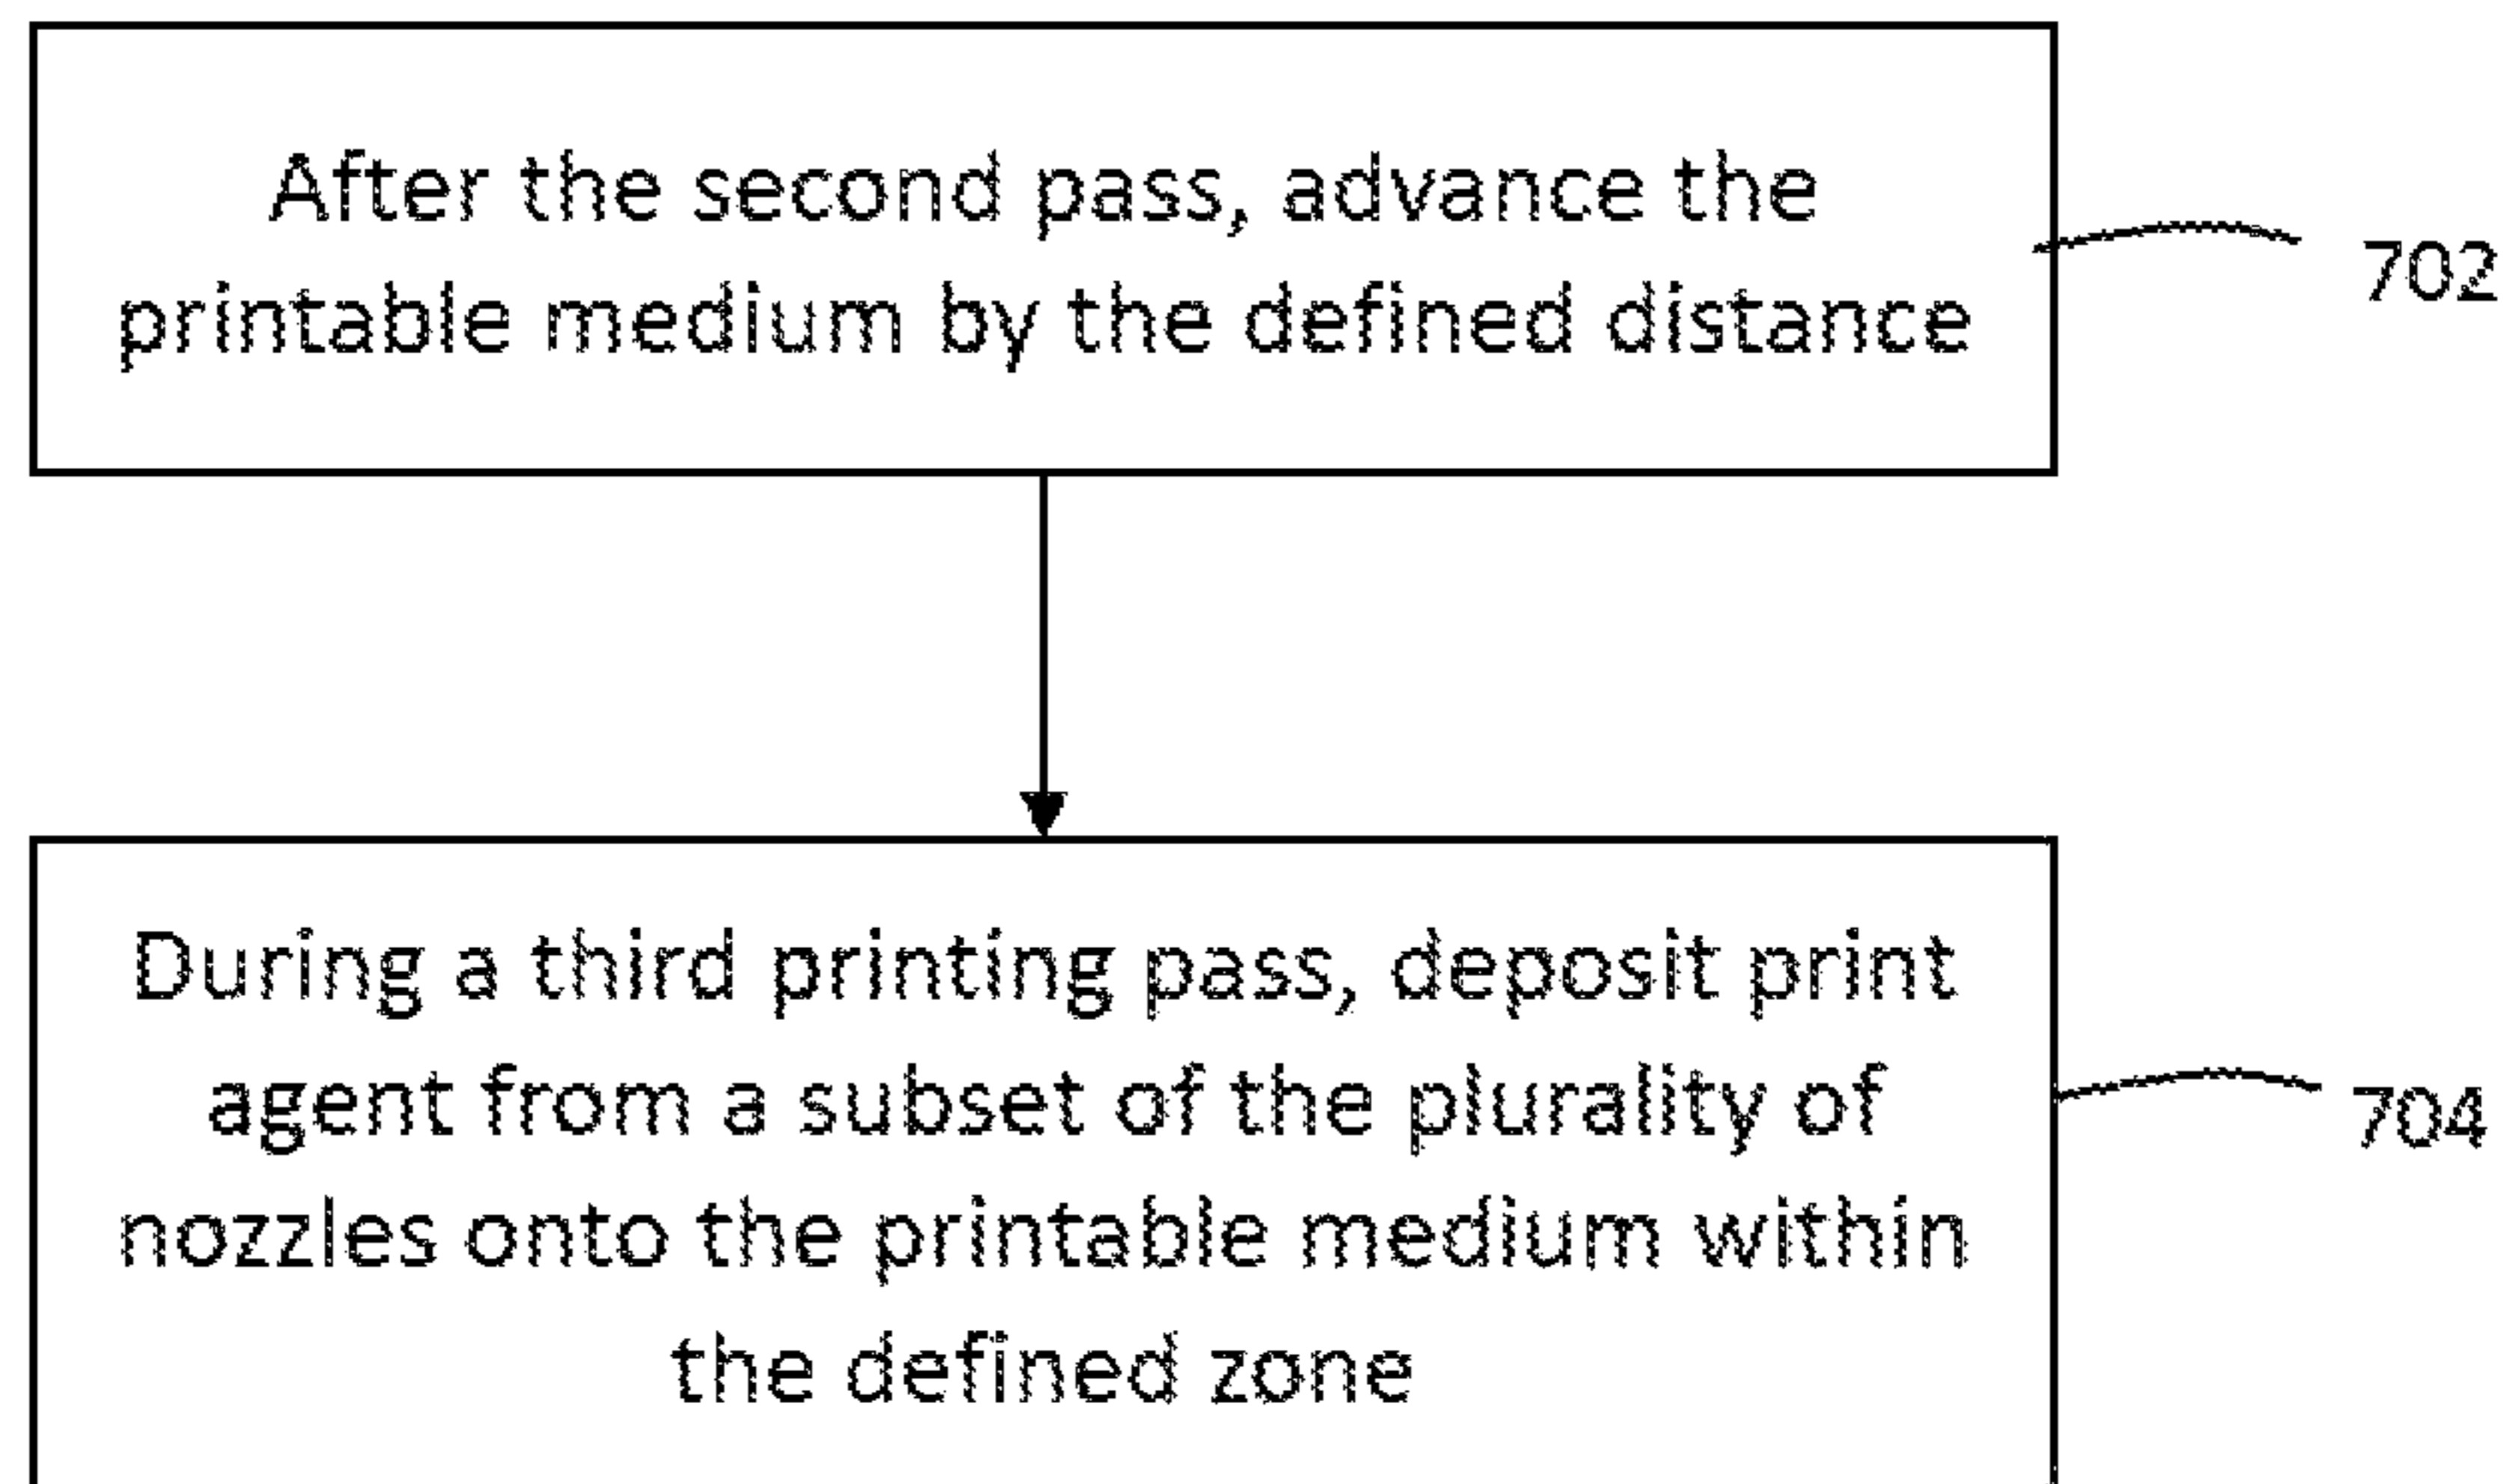 After the second pass, advance the
printable medium by the defined distance
702
During a third printing pass, deposit print
agent from a subset of the plurality of
nozzles onto the printable medium within
the defined zone
704